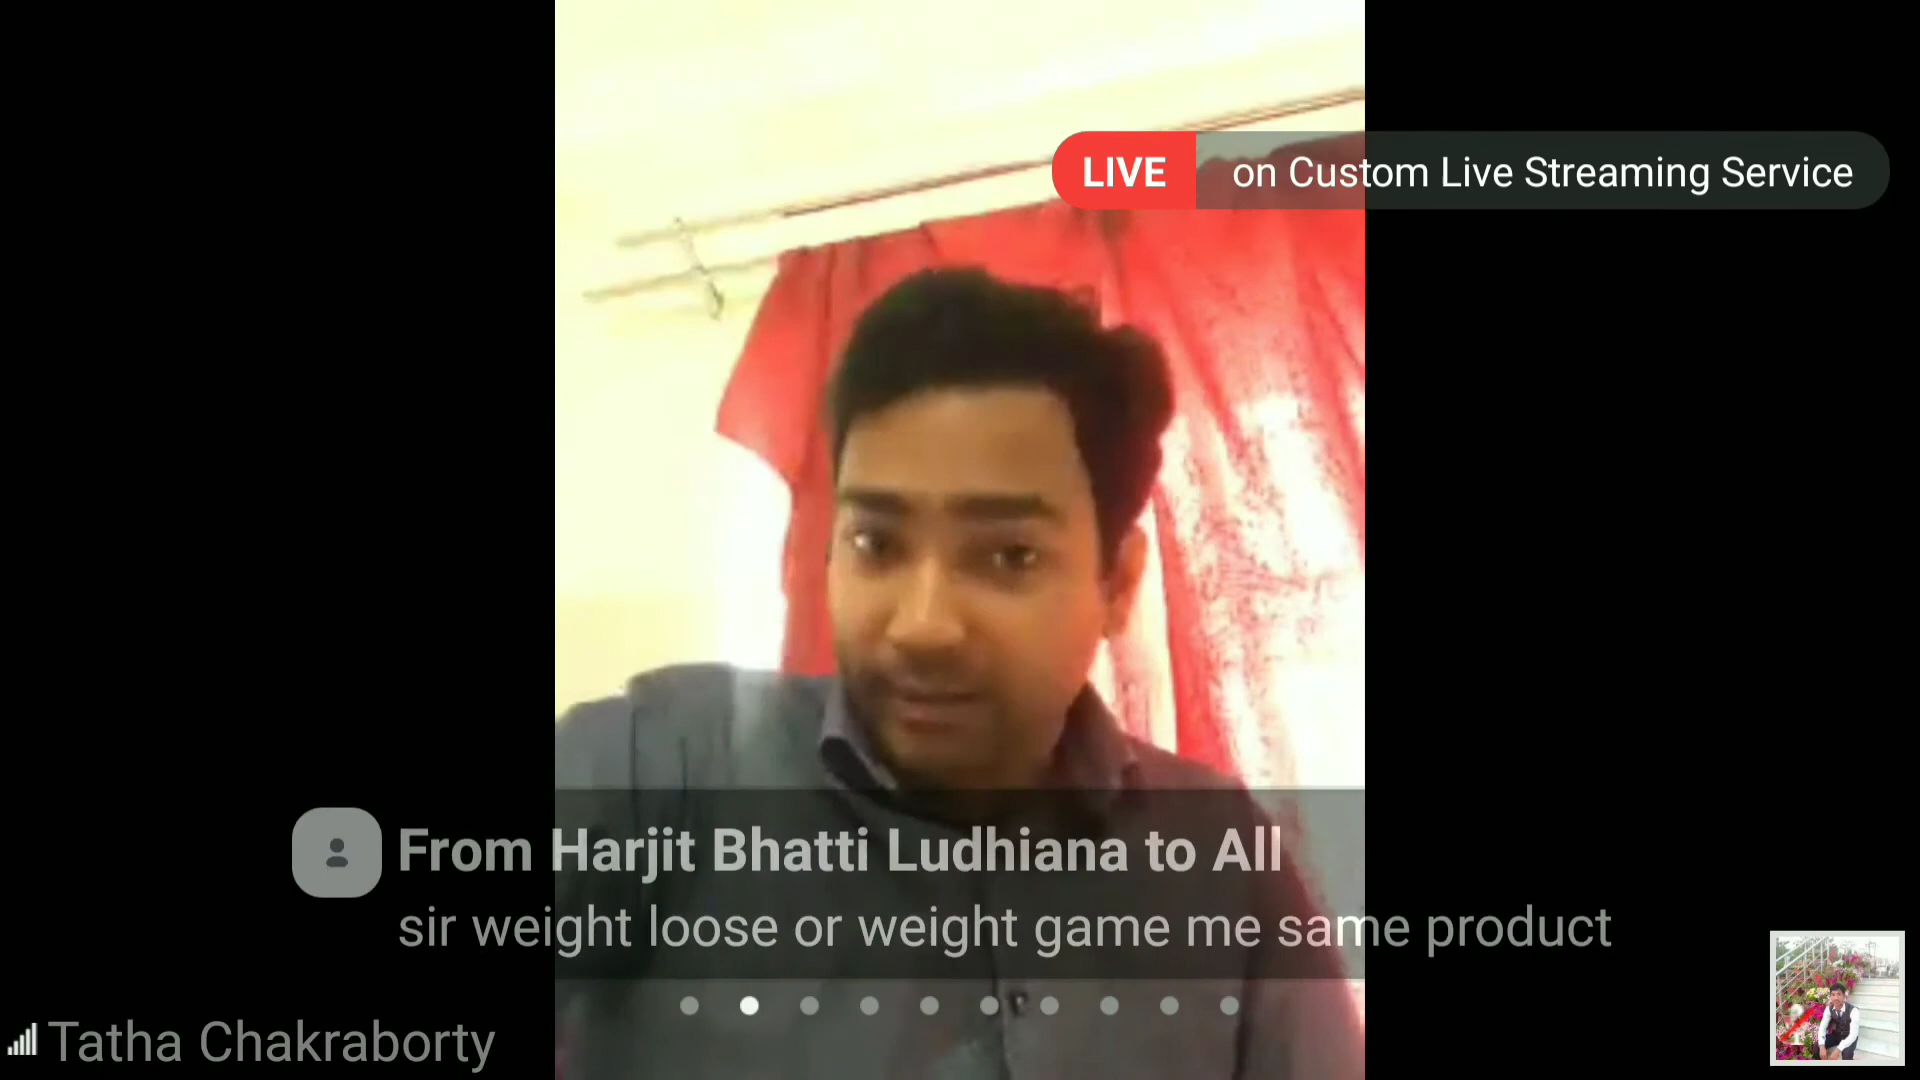 LIVE on Custom Live Streaming Service
From Harjit Bhatti Ludhiana to All
sir weight loose or weight game me same product
Tatha Chakraborty